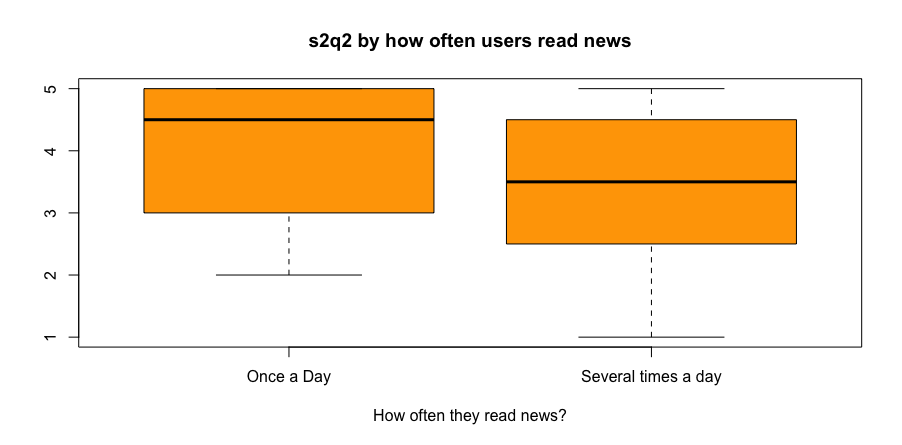 s2q2 by how often users read news
5
4
3
2
1
Once a Day Several times a day
How often they read news?